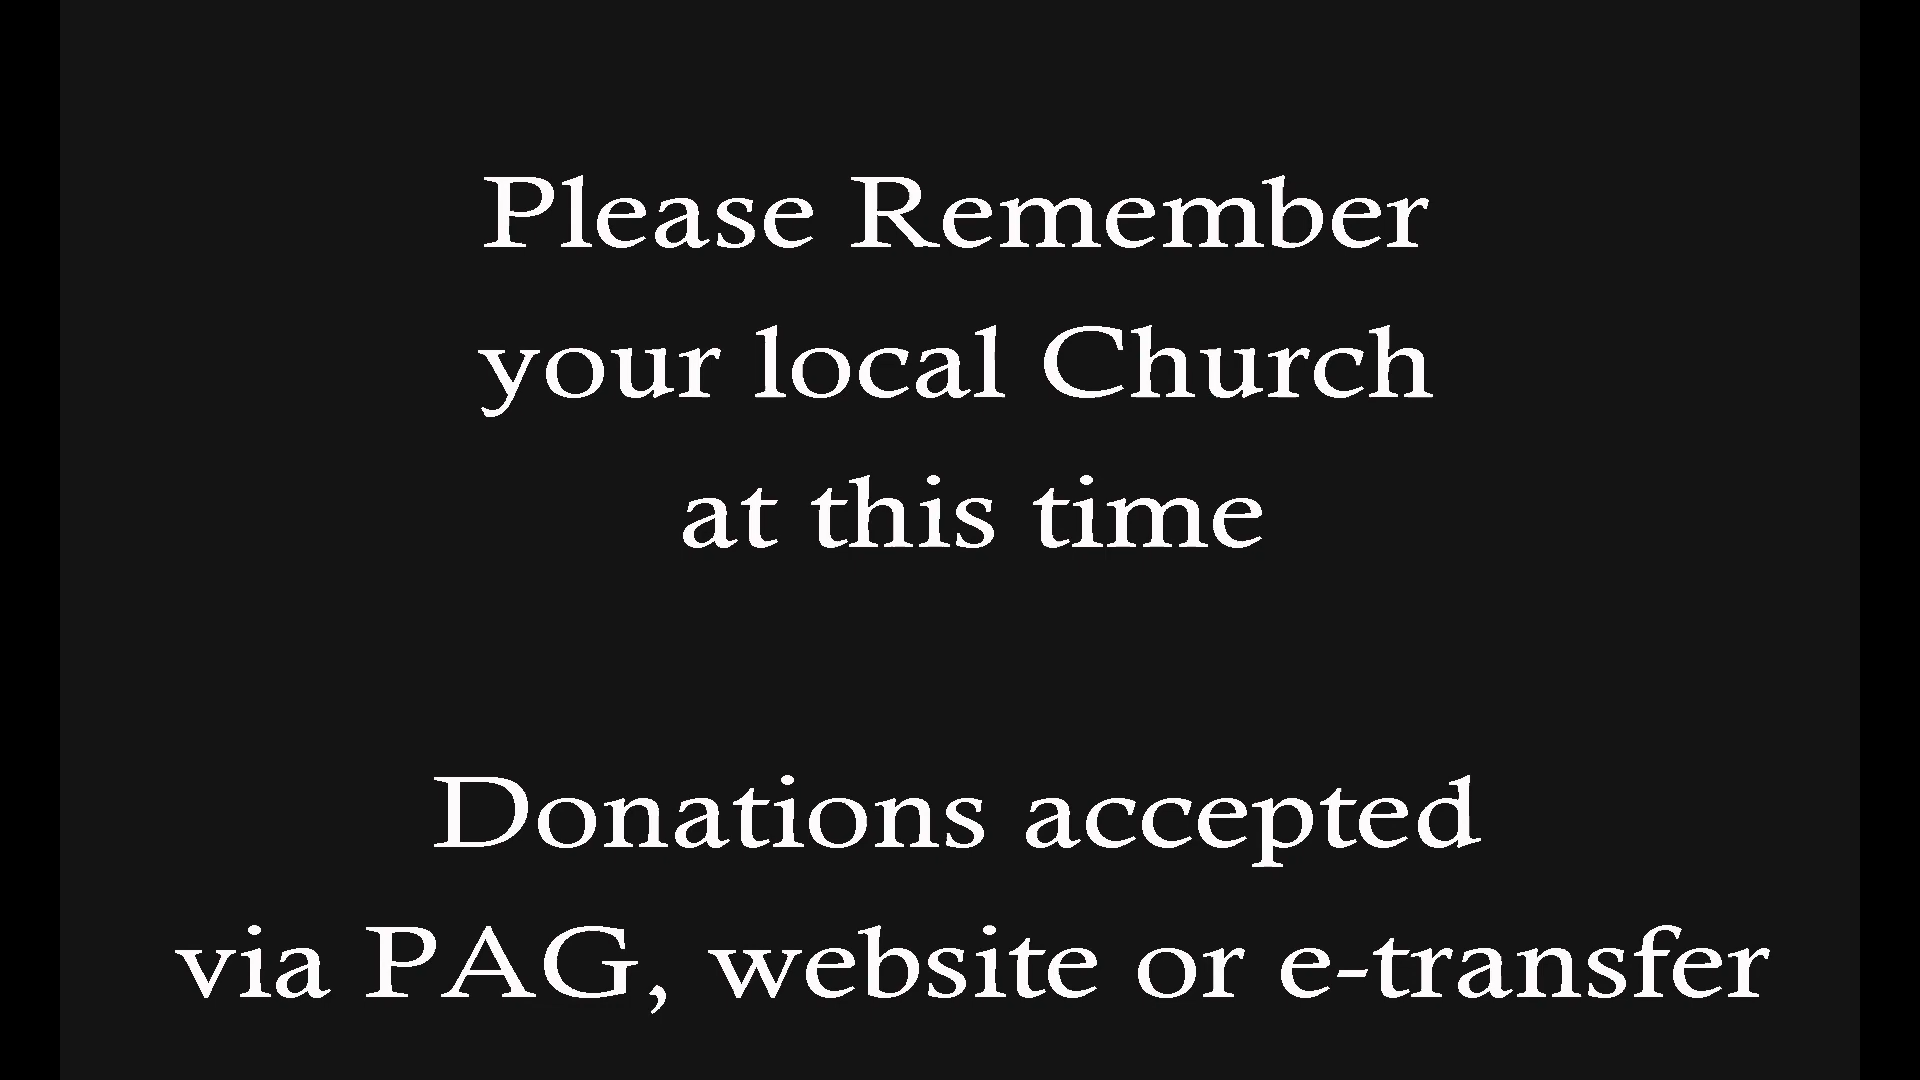 Please Remember
your local Church
at this time
Donations accepted
via PAG, website or e-transfer